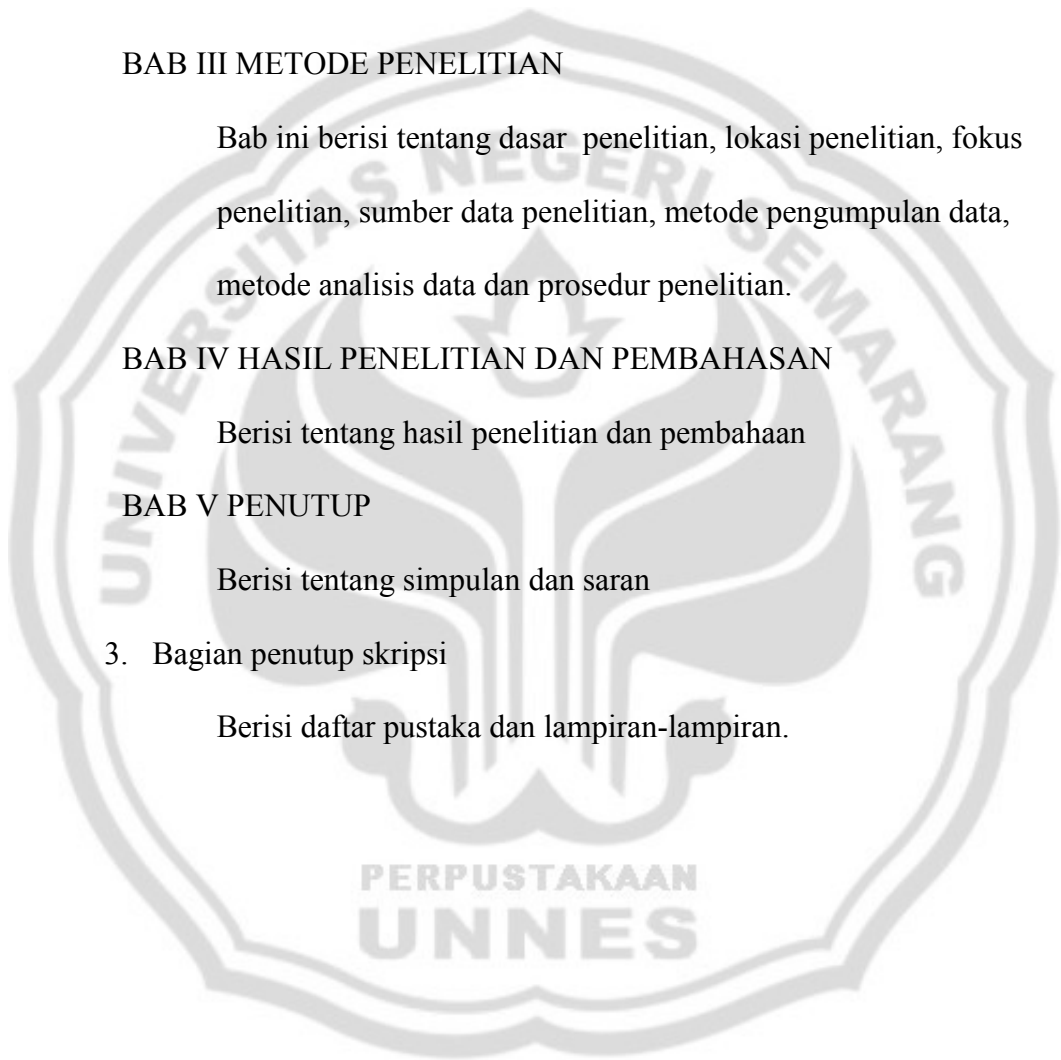 BAB III METODE PENELITIAN
Bab ini berisi tentang dasar  penelitian, lokasi penelitian, fokus
penelitian, sumber data penelitian, metode pengumpulan data,
metode analisis data dan prosedur penelitian.
BAB IV HASIL PENELITIAN DAN PEMBAHASAN
Berisi tentang hasil penelitian dan pembahaan
BAB V PENUTUP
Berisi tentang simpulan dan saran
3. Bagian penutup skripsi
Berisi daftar pustaka dan lampiran-lampiran.
UNIVERSITAS NEGERI SEMARANG
PERPUSTAKAAN
UNNES